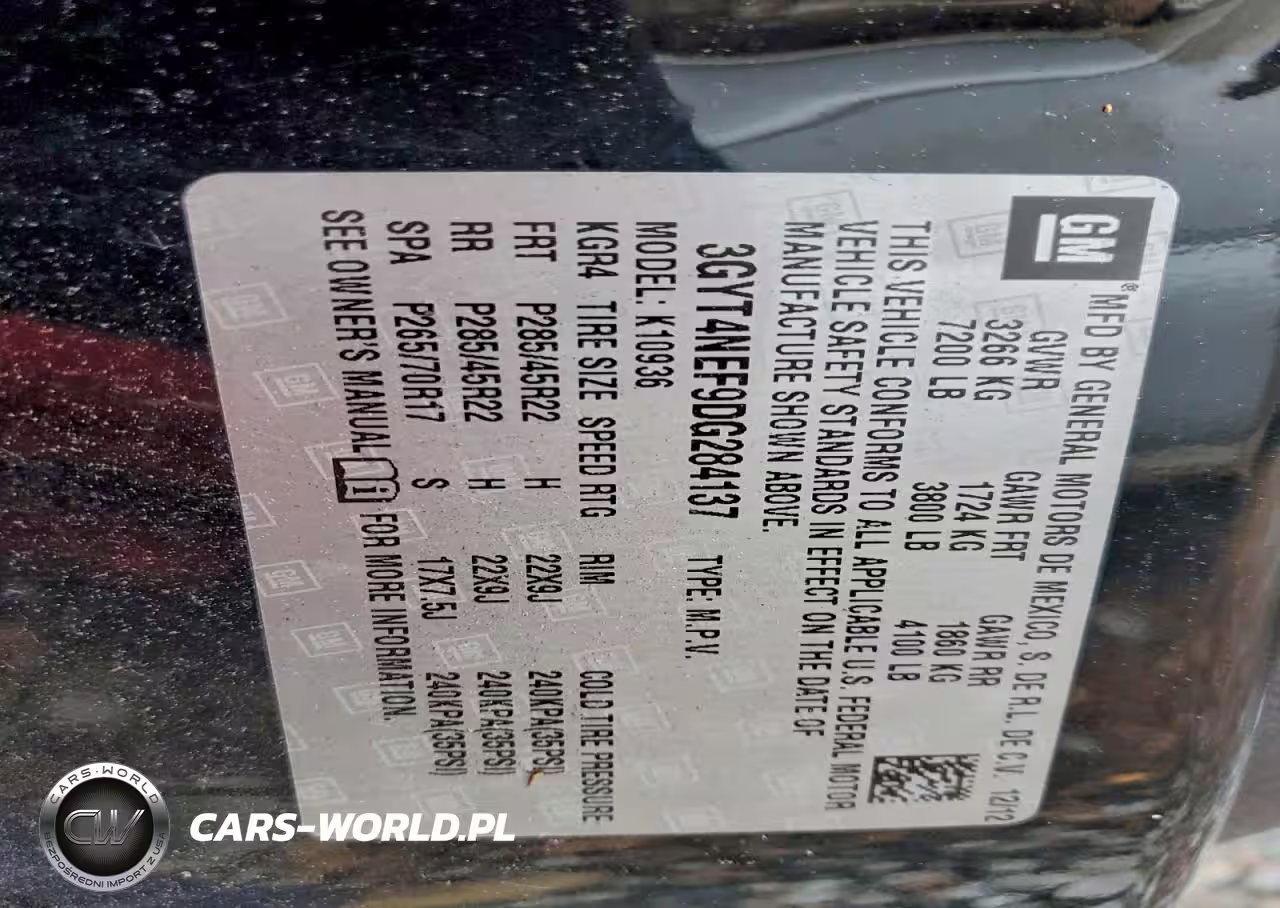 GM
® MFD BY GENERAL MOTORS DE MEXICO, S. DE R.L. DE C.V. 12/12
GVWR GAWR FRT GAWR RR
3266 KG 1724 KG 1860 KG
7200 LB 3800 LB 4100 LB
THIS VEHICLE CONFORMS TO ALL APPLICABLE U.S. FEDERAL MOTOR
VEHICLE SAFETY STANDARDS IN EFFECT ON THE DATE OF
MANUFACTURE SHOWN ABOVE.
3GYT4NEF9DG284137 TYPE: M.P.V.
MODEL: K10936
KGR4 TIRE SIZE SPEED RTG RIM COLD TIRE PRESSURE
FRT P285/45R22 H 22X9J 240KPA(35PSI)
RR P285/45R22 H 22X9J 240KPA(35PSI)
SPA P265/70R17 S 17X7.5J 240KPA(35PSI)
SEE OWNER'S MANUAL FOR MORE INFORMATION.
CARS-WORLD
CW
BEZPOŚREDNI IMPORT Z USA
CARS-WORLD.PL